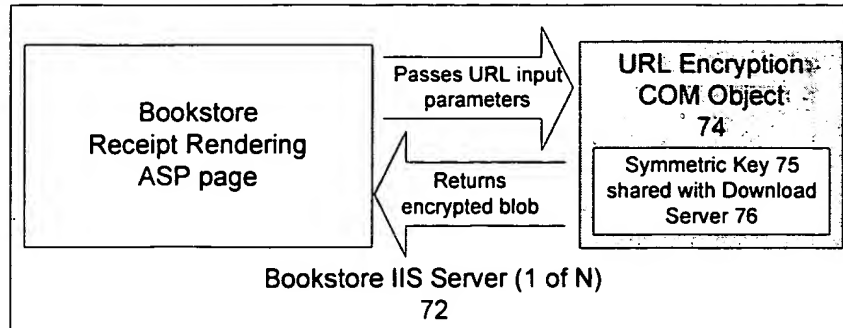 Bookstore
Receipt Rendering
ASP page
Passes URL input
parameters
Returns
encrypted blob
URL Encryption
COM Object
74
Symmetric Key 75
shared with Download
Server 76
Bookstore IIS Server (1 of N)
72